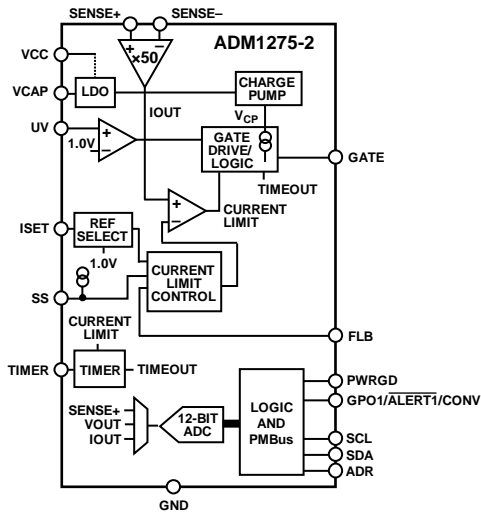 SENSE+ SENSE–
ADM1275-2
VCC
+ –
×50
VCAP
LDO
CHARGE
PUMP
IOUT
VCP
UV
+
1.0V
–
GATE
DRIVE/
LOGIC
GATE
TIMEOUT
+
–
CURRENT
LIMIT
ISET
REF
SELECT
1.0V
CURRENT
LIMIT
CONTROL
SS
CURRENT
LIMIT
FLB
TIMER
TIMER
TIMEOUT
PWRGD
GPO1/ALERT1/CONV
SENSE+
VOUT
IOUT
12-BIT
ADC
LOGIC
AND
PMBus
SCL
SDA
ADR
GND